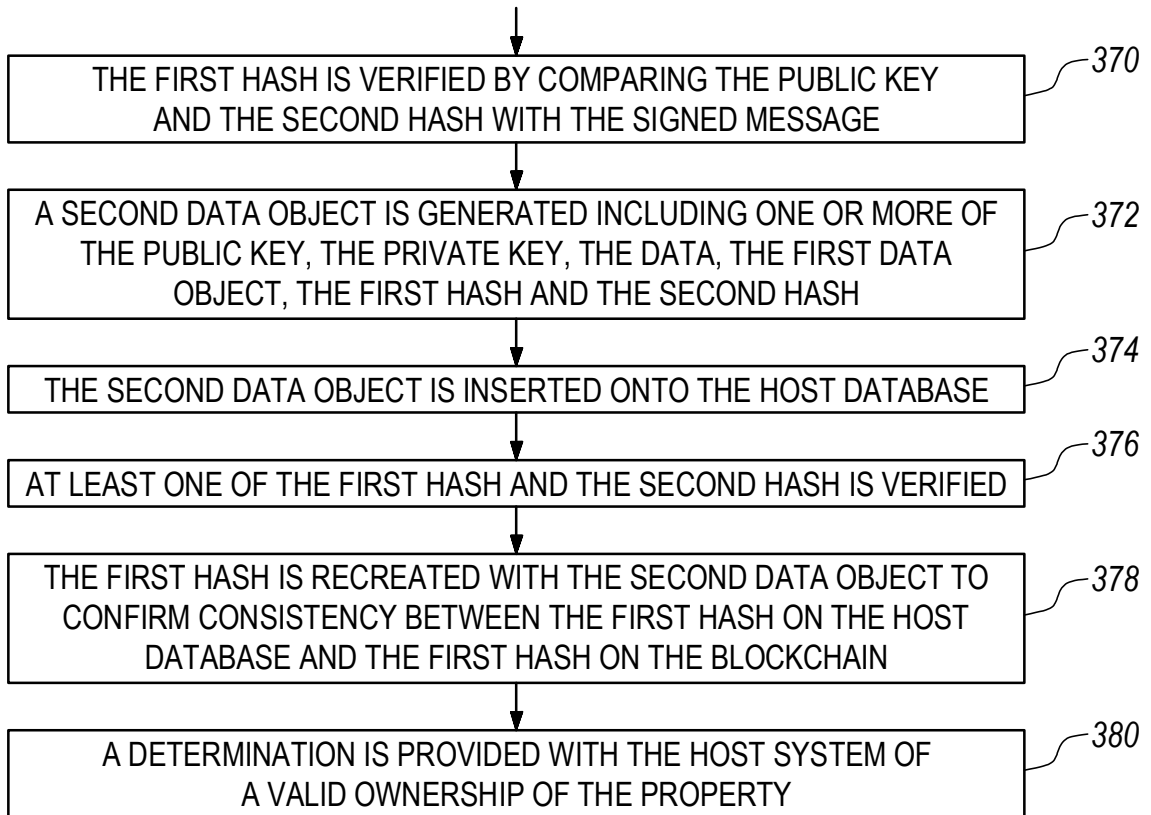 THE FIRST HASH IS VERIFIED BY COMPARING THE PUBLIC KEY
AND THE SECOND HASH WITH THE SIGNED MESSAGE
370
A SECOND DATA OBJECT IS GENERATED INCLUDING ONE OR MORE OF
THE PUBLIC KEY, THE PRIVATE KEY, THE DATA, THE FIRST DATA
OBJECT, THE FIRST HASH AND THE SECOND HASH
372
THE SECOND DATA OBJECT IS INSERTED ONTO THE HOST DATABASE
374
AT LEAST ONE OF THE FIRST HASH AND THE SECOND HASH IS VERIFIED
376
THE FIRST HASH IS RECREATED WITH THE SECOND DATA OBJECT TO
CONFIRM CONSISTENCY BETWEEN THE FIRST HASH ON THE HOST
DATABASE AND THE FIRST HASH ON THE BLOCKCHAIN
378
A DETERMINATION IS PROVIDED WITH THE HOST SYSTEM OF
A VALID OWNERSHIP OF THE PROPERTY
380